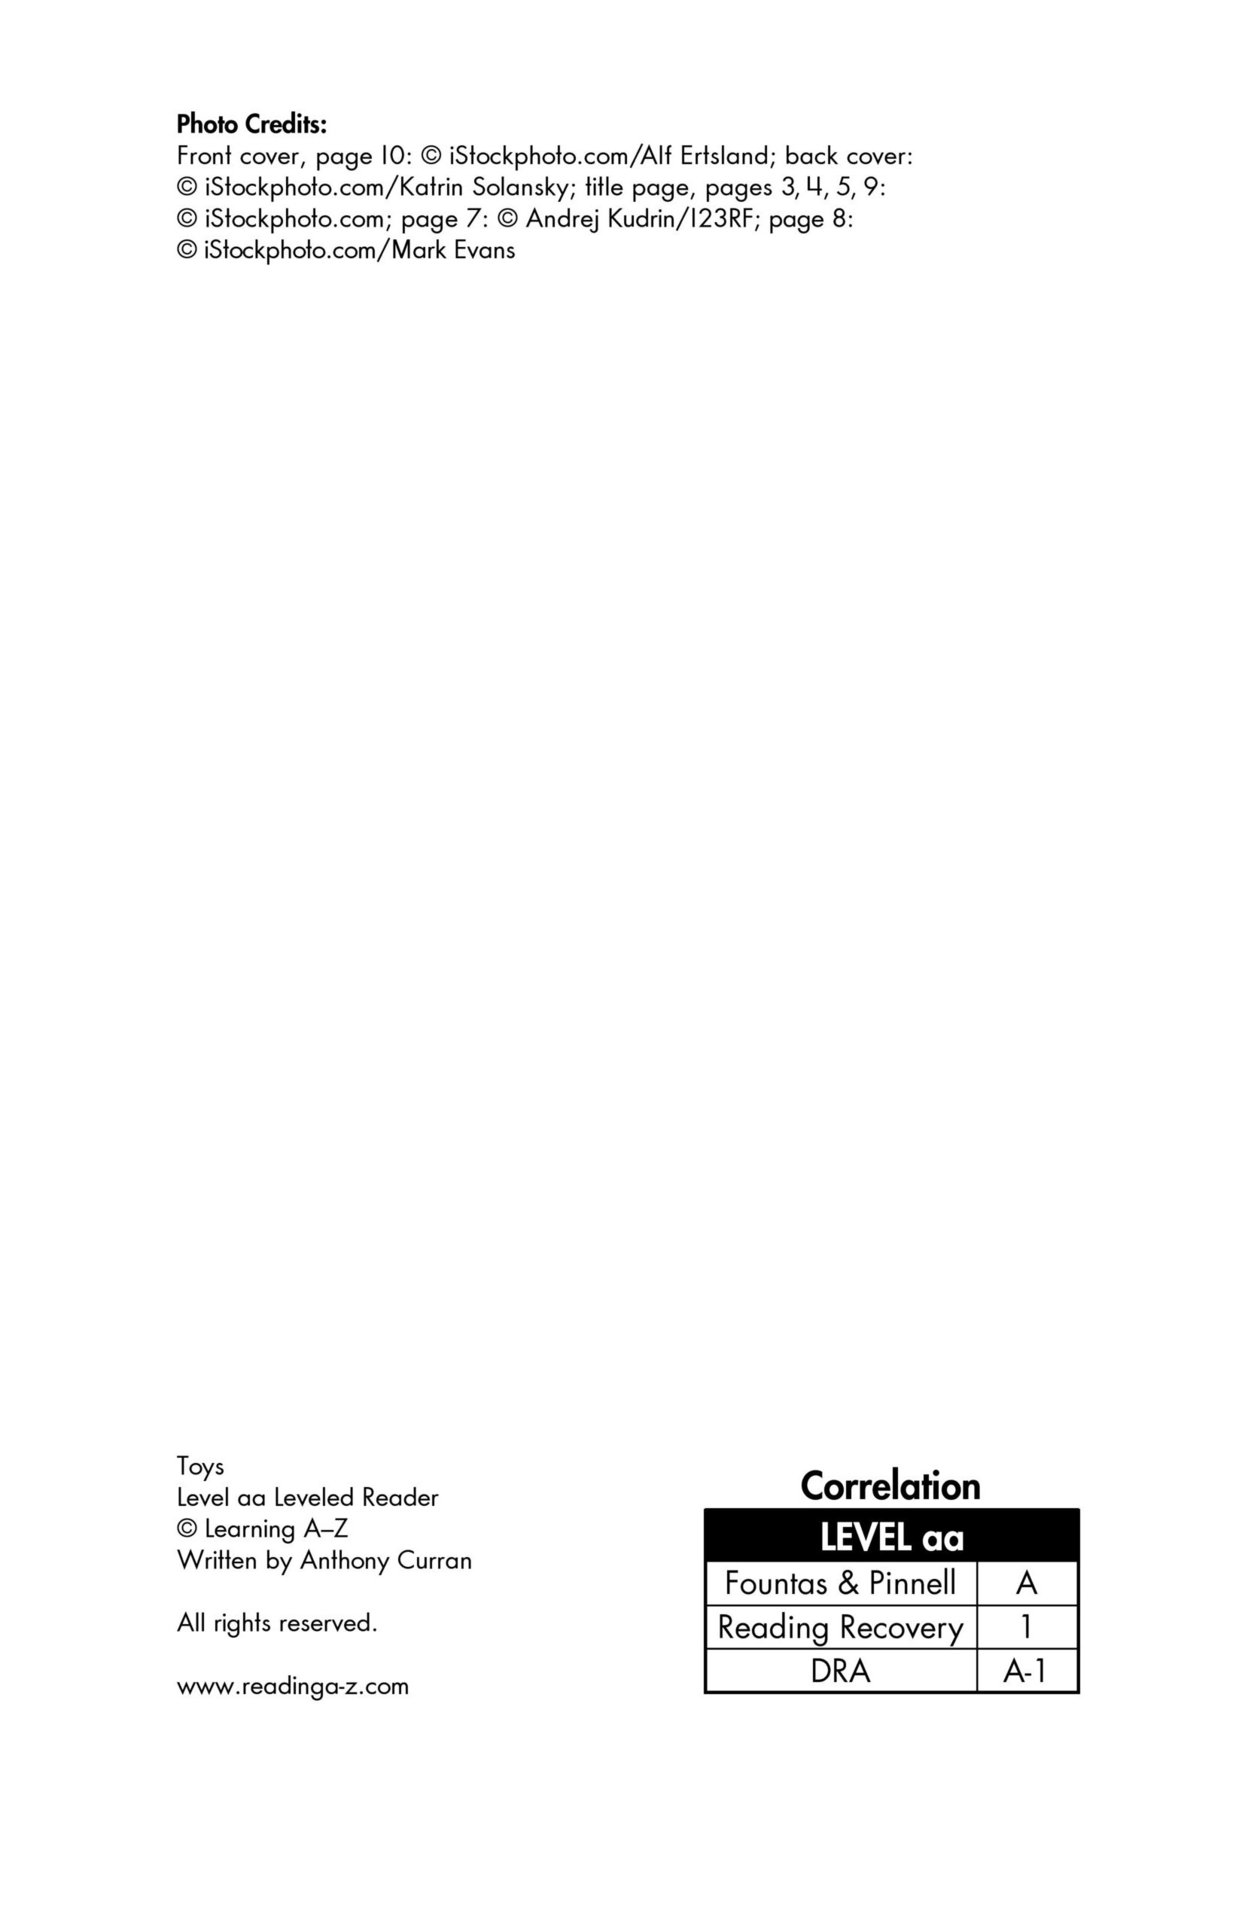 Photo Credits:
Front cover, page 10: © iStockphoto.com/Alf Ertsland; back cover:
© iStockphoto.com/Katrin Solansky; title page, pages 3, 4, 5, 9:
© iStockphoto.com; page 7: © Andrej Kudrin/123RF; page 8:
© iStockphoto.com/Mark Evans
Toys
Level aa Leveled Reader
© Learning A–Z
Written by Anthony Curran
All rights reserved.
www.readinga-z.com
Correlation
LEVEL aa
Fountas & Pinnell A
Reading Recovery 1
DRA A-1